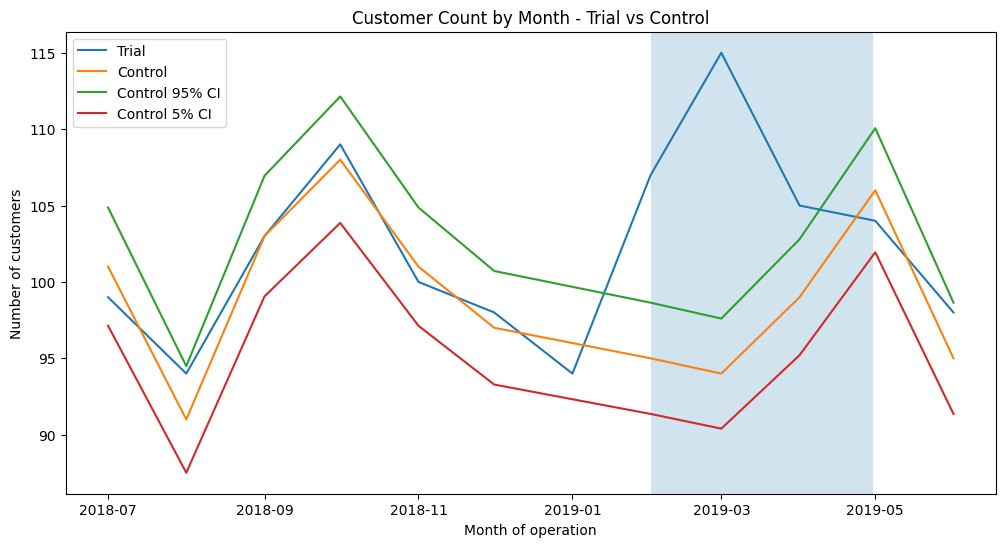 Customer Count by Month - Trial vs Control
Trial
Control
Control 95% CI
Control 5% CI
Number of customers
115
110
105
100
95
90
2018-07 2018-09 2018-11 2019-01 2019-03 2019-05
Month of operation